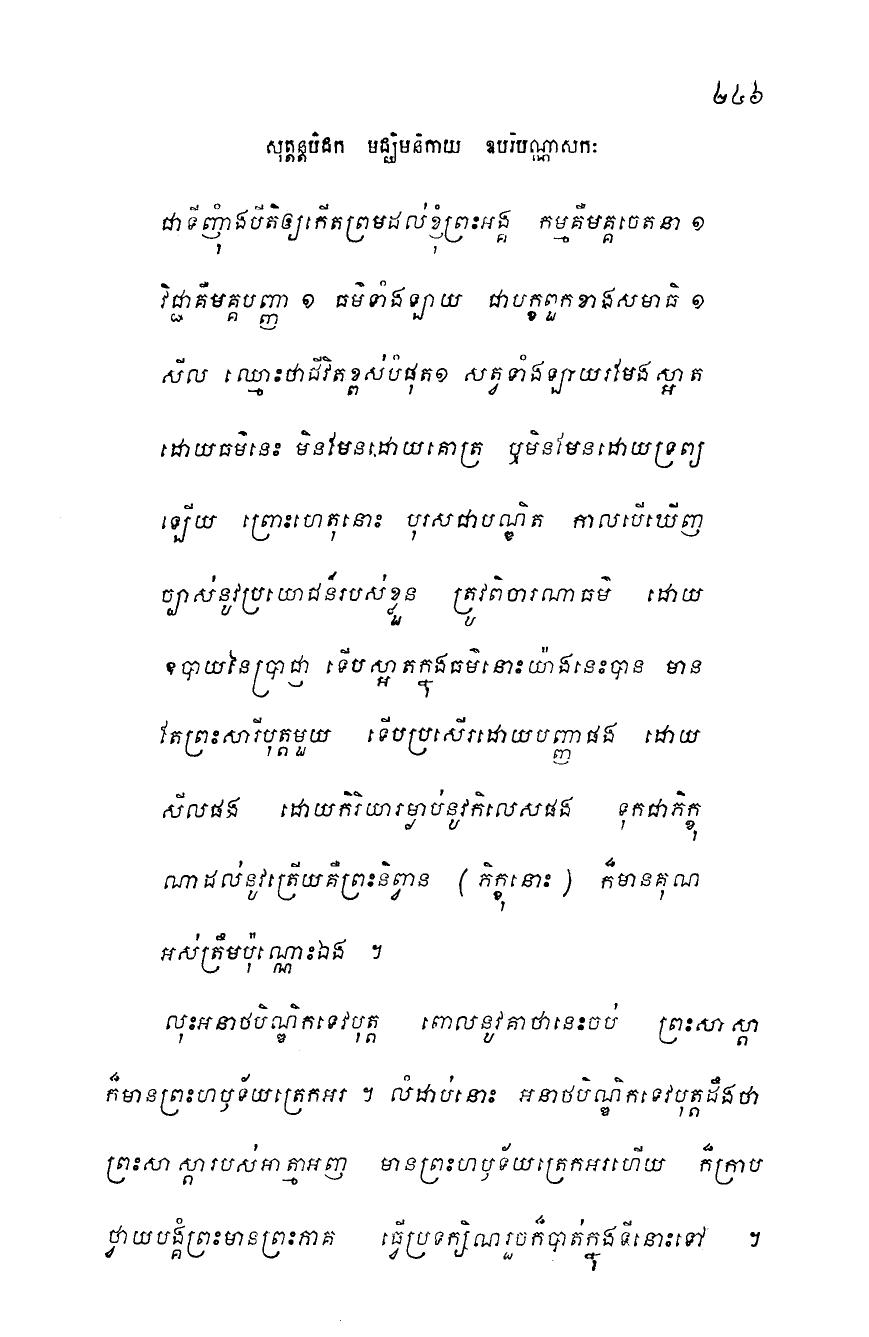 ២៤៦
សុត្តន្តបិដក មជ្ឈិមនិកាយ ឧបរិបណ្ណាសកៈ
ជាទីញុំាងបីតិឲ្យកើតព្រមដល់ខ្ញុំព្រះអង្គ កម្មគឺមគ្គចេតនា ១
វិជ្ជាគឺមគ្គបញ្ញា ១ ធម៌ទាំងឡាយ ជាបក្ខពួកខាងសមាធិ ១
សីល ឈ្មោះថាជីវិតខ្ពស់បំផុត១ សត្វទាំងឡាយរមែងស្អាត
ដោយធម៌នេះ មិនមែនដោយគោត្រ ឬមិនមែនដោយទ្រព្យ
ឡើយ ព្រោះហេតុនោះ បុរសជាបណ្ឌិត កាលបើឃើញ
ច្បាស់នូវប្រយោជន៍របស់ខ្លួន ត្រូវពិចារណាធម៌ ដោយ
ឧបាយនៃប្រាជ្ញា ទើបស្អាតក្នុងធម៌នោះយ៉ាងនេះបាន មាន
តែព្រះសារីបុត្តមួយ ទើបប្រសើរដោយបញ្ញាផង ដោយ
សីលផង ដោយកិរិយារម្ងាប់នូវកិលេសផង ទុកជាភិក្ខុ
ណាដល់នូវត្រើយគឺព្រះនិព្វាន ( ភិក្ខុនោះ ) ក៏មានគុណ
អស់ត្រឹមប៉ុណ្ណោះឯង ។
លុះអនាថបិណ្ឌិកទេវបុត្ត ពោលនូវគាថានេះចប់ ព្រះសាស្តា
ក៏មានព្រះហឫទ័យត្រេកអរ ។ លំដាប់នោះ អនាថបិណ្ឌិកទេវបុត្តដឹងថា
ព្រះសាស្តារបស់អាត្មាអញ មានព្រះហឫទ័យត្រេកអរហើយ ក៏ក្រាប
ថ្វាយបង្គំព្រះមានព្រះភាគ ធ្វើប្រទក្សិណរួចក៏បាត់ក្នុងទីនោះទៅ ។